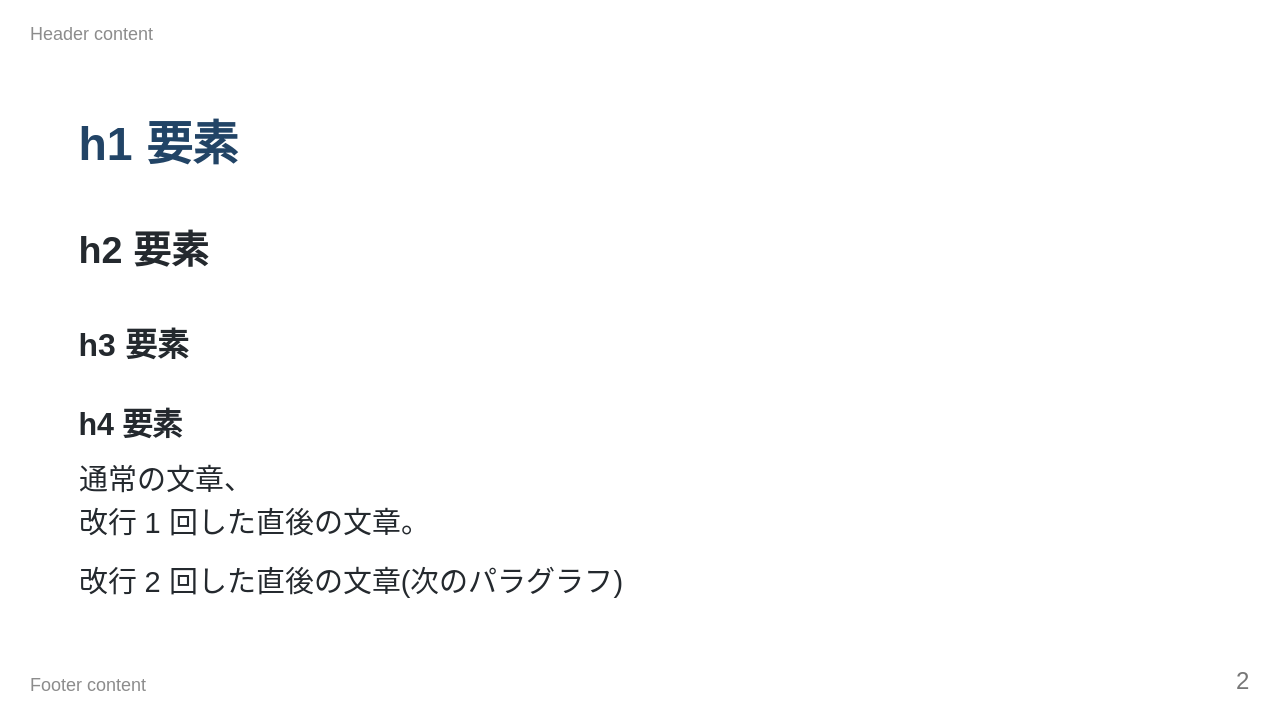 Header content
h1 要素
h2 要素
h3 要素
h4 要素
通常の文章、
改行 1 回した直後の文章。
改行 2 回した直後の文章(次のパラグラフ)
Footer content
2